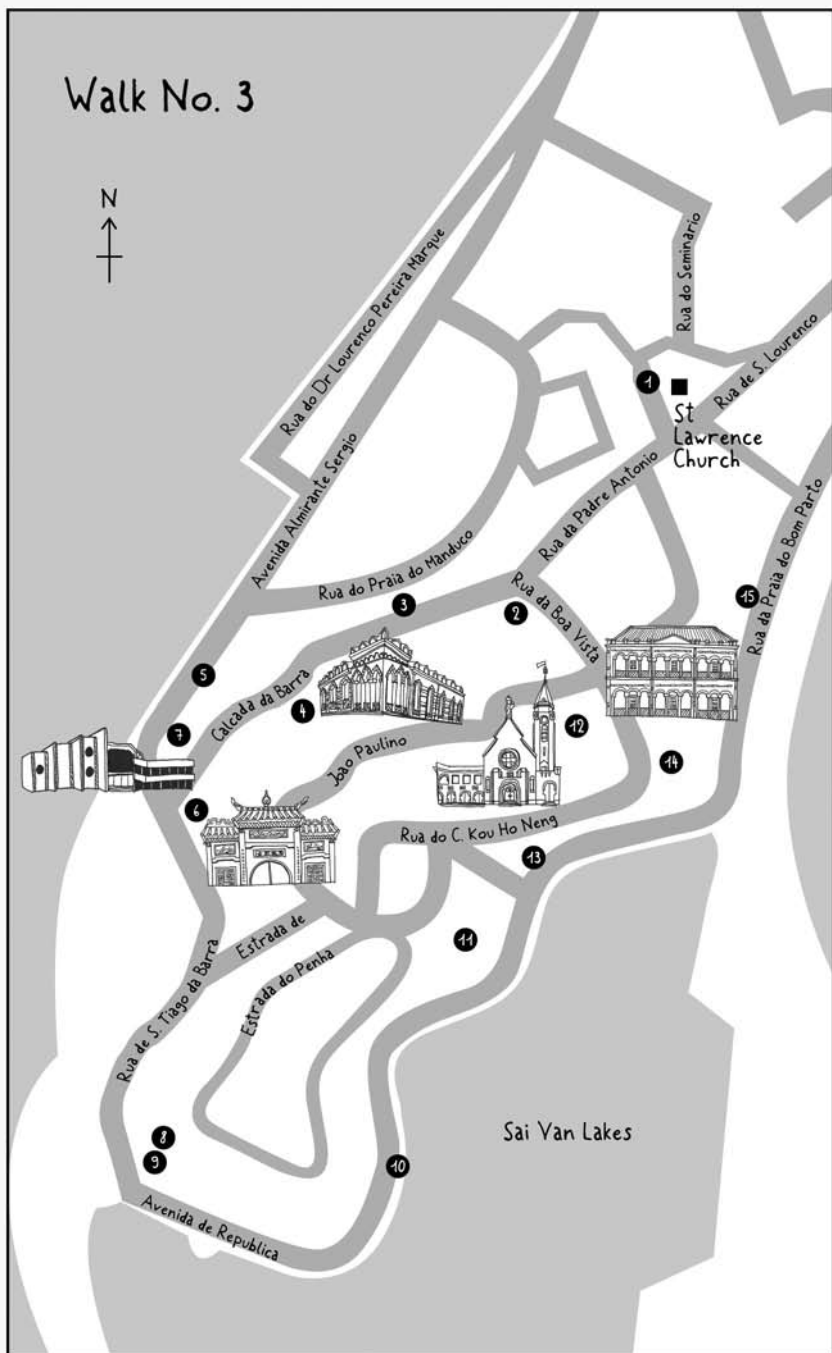 Walk No. 3
N
Rua do Dr Lourenco Pereira Marque
Rua do Seminario
Rua de S. Lourenco
1
St
Lawrence
Church
Avenida Almirante Sergio
Rua da Padre Antonio
Rua do Praia do Manduco
Rua da Praia do Bom Parto
15
3
2
Rua da Boa Vista
5
Calcada da Barra
4
7
12
Joao Paulino
14
6
Rua do C. Kou Ho Neng
13
Estrada de
11
Estrada do Penha
Rua de S. Tiago da Barra
8
Sai Van Lakes
9
10
Avenida de Republica